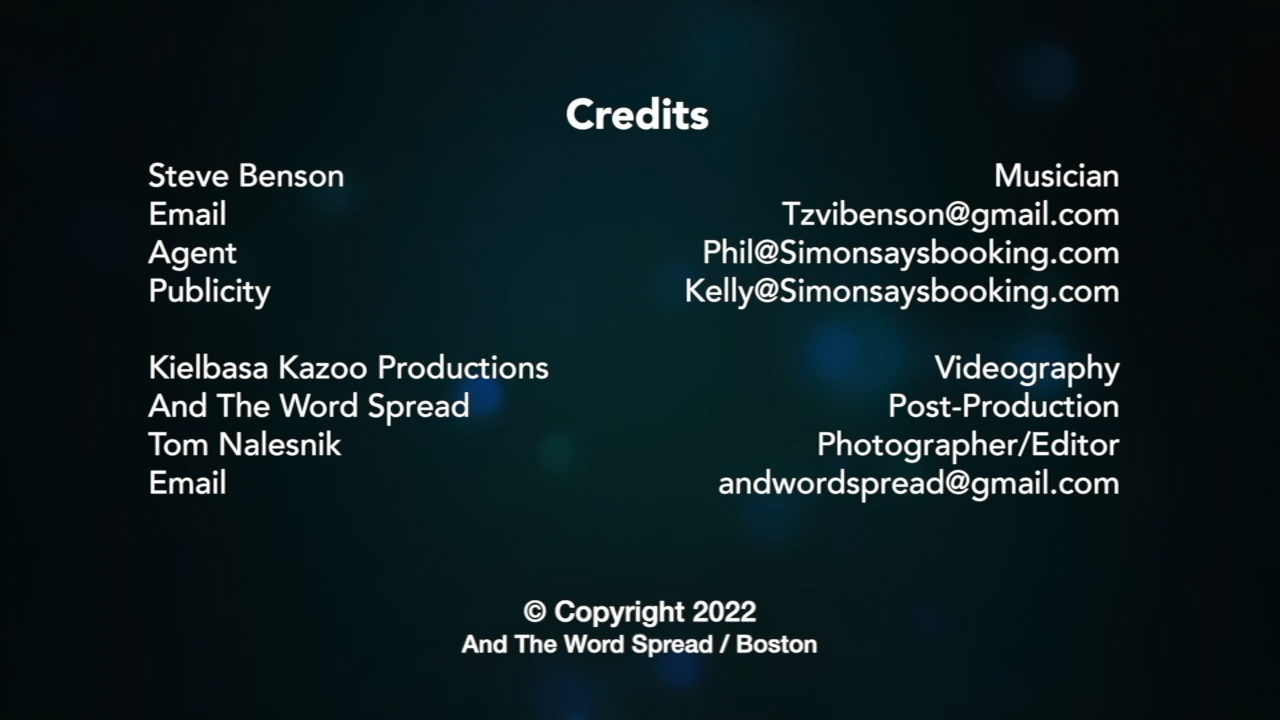 Credits
Steve Benson Musician
Email Tzvibenson@gmail.com
Agent Phil@Simonsaysbooking.com
Publicity Kelly@Simonsaysbooking.com
Kielbasa Kazoo Productions Videography
And The Word Spread Post-Production
Tom Nalesnik Photographer/Editor
Email andwordspread@gmail.com
© Copyright 2022
And The Word Spread / Boston